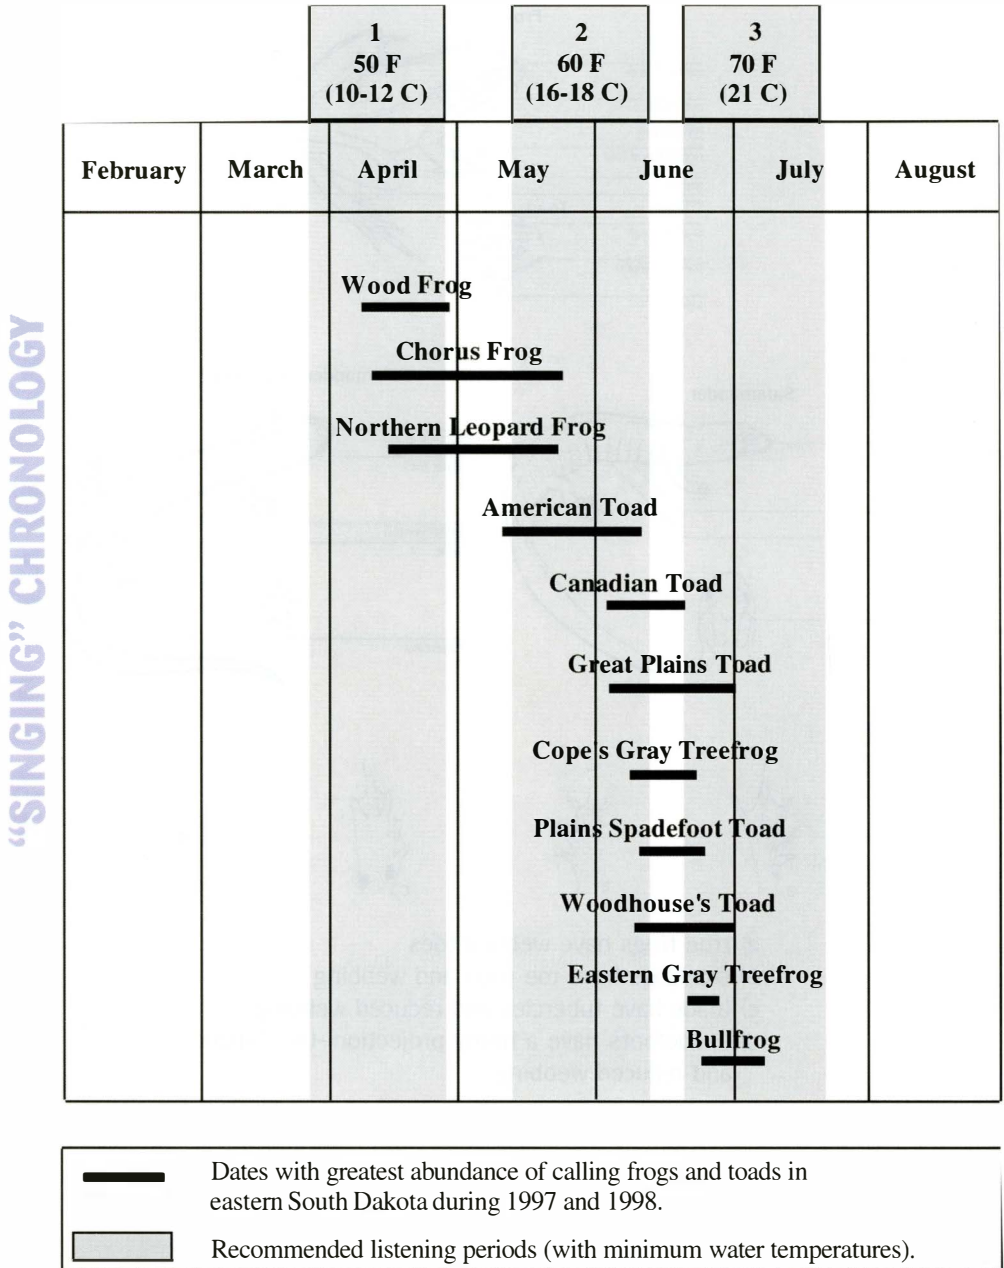 1
50 F
(10-12 C)
2
60 F
(16-18 C)
3
70 F
(21 C)
February March April May June July August
"SINGING" CHRONOLOGY
Wood Frog
Chorus Frog
Northern Leopard Frog
American Toad
Canadian Toad
Great Plains Toad
Cope's Gray Treefrog
Plains Spadefoot Toad
Woodhouse's Toad
Eastern Gray Treefrog
Bullfrog
Dates with greatest abundance of calling frogs and toads in
eastern South Dakota during 1997 and 1998.
Recommended listening periods (with minimum water temperatures).